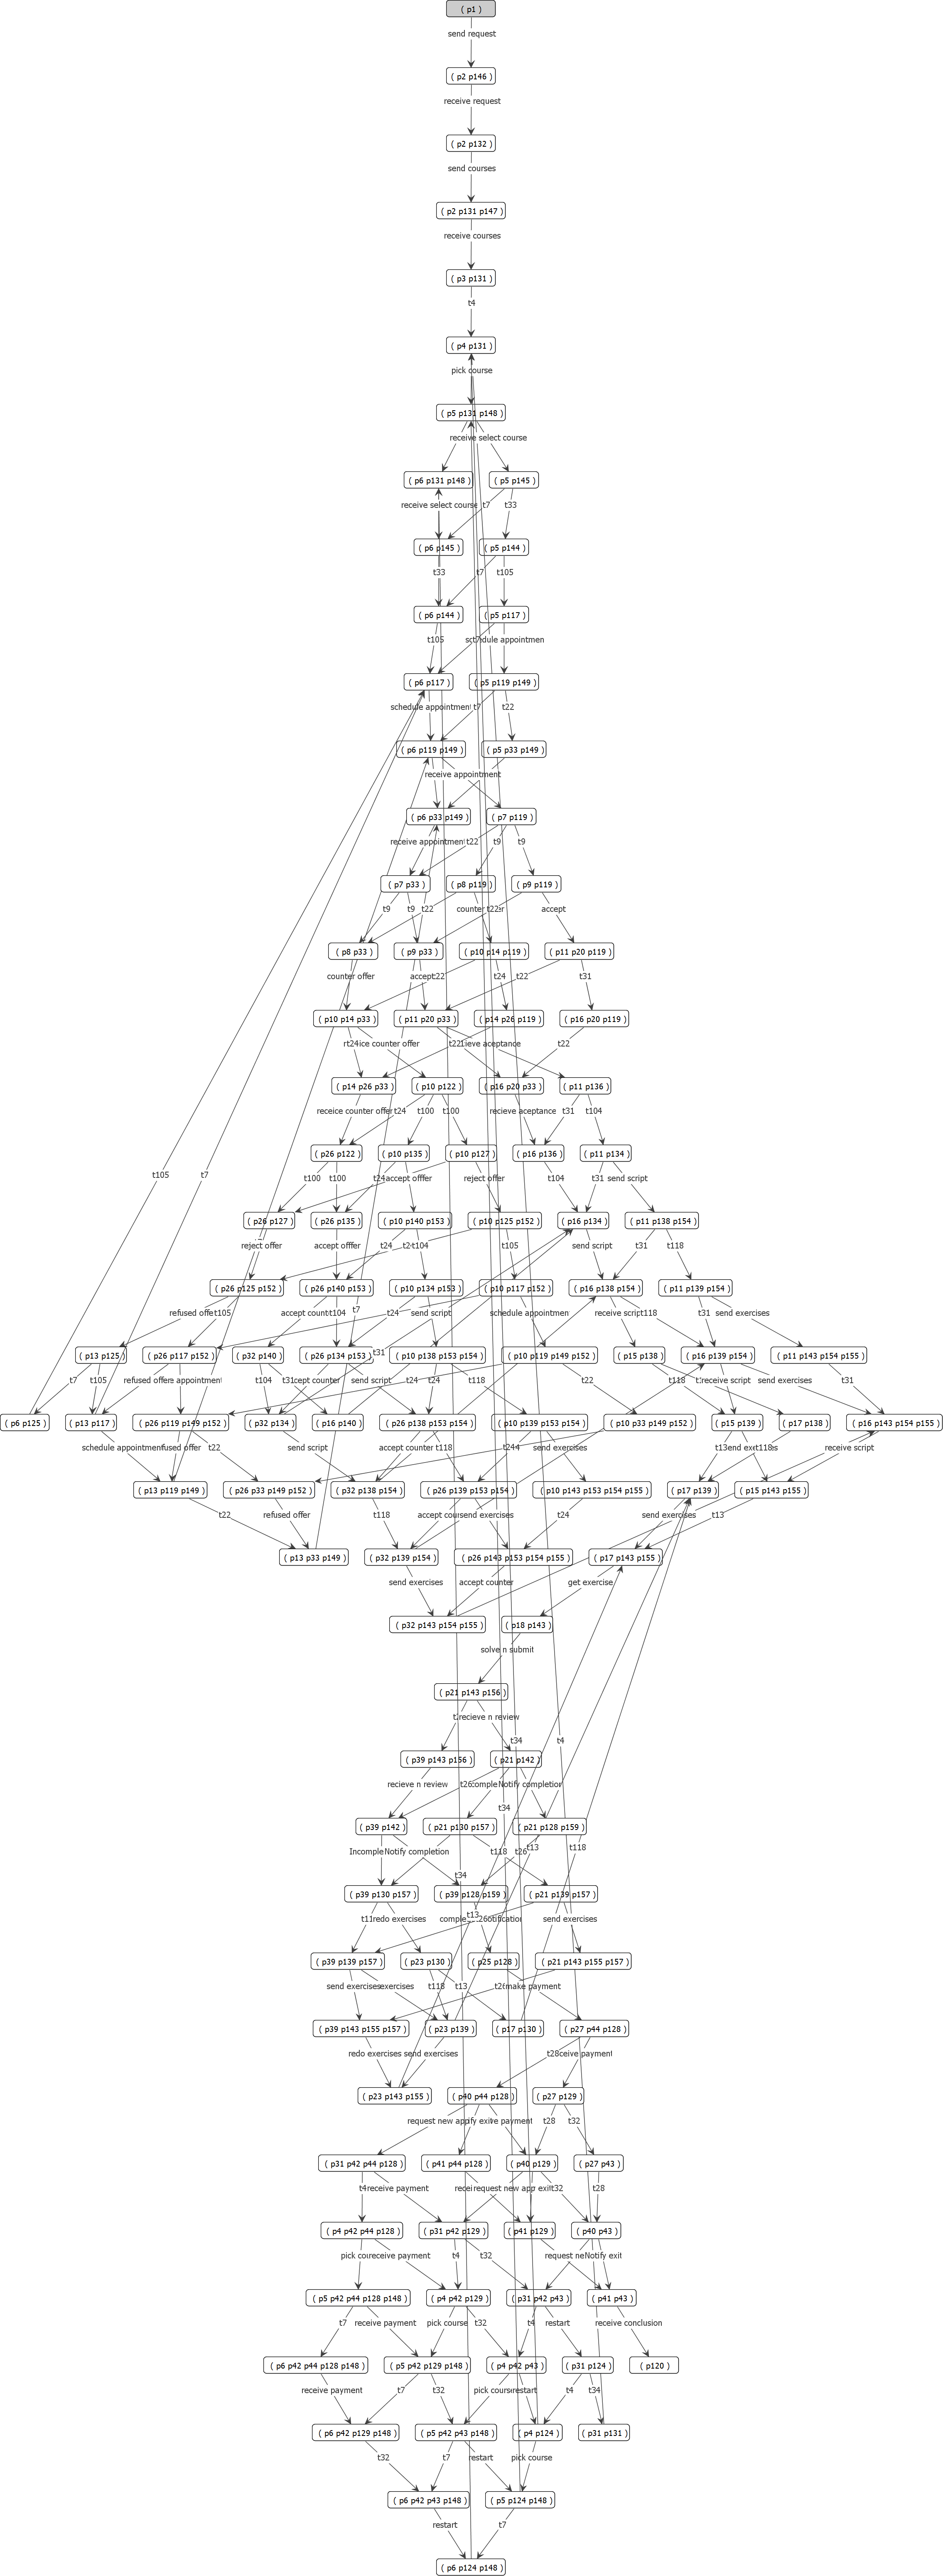 ( p1 )
send request
( p2 p146 )
receive request
( p2 p132 )
send courses
( p2 p131 p147 )
receive courses
( p3 p131 )
t4
( p4 p131 )
pick course
( p5 p131 p148 )
receive select course
( p6 p131 p148 ) ( p5 p145 )
receive select course t7 t33
( p6 p145 ) ( p5 p144 )
t33 t7 t105
( p6 p144 ) ( p5 p117 )
t105 schedule appointmen
( p6 p117 ) ( p5 p119 p149 )
schedule appointment t7 t22
( p6 p119 p149 ) ( p5 p33 p149 )
receive appointment
( p6 p33 p149 ) ( p7 p119 )
receive appointment t22 t9 t9
( p7 p33 ) ( p8 p119 ) ( p9 p119 )
t9 t9 t22 counter t22 accept
( p8 p33 ) ( p9 p33 ) ( p10 p14 p119 ) ( p11 p20 p119 )
counter offer accept t22 t24 t22 t31
( p10 p14 p33 ) ( p11 p20 p33 ) ( p14 p26 p119 ) ( p16 p20 p119 )
t24 ice counter offer t22 ieve aceptance t22
( p14 p26 p33 ) ( p10 p122 ) ( p16 p20 p33 ) ( p11 p136 )
receice counter offer t24 t100 t100 recieve aceptance t31 t104
( p26 p122 ) ( p10 p135 ) ( p10 p127 ) ( p16 p136 ) ( p11 p134 )
t105 t7 t100 t100 t24 accept offfer reject offer t104 t31 send script
( p26 p127 ) ( p26 p135 ) ( p10 p140 p153 ) ( p10 p125 p152 ) ( p16 p134 ) ( p11 p138 p154 )
reject offer accept offfer t24 t104 t105 send script t31 t118
( p26 p125 p152 ) ( p26 p140 p153 ) ( p10 p134 p153 ) ( p10 p117 p152 ) ( p16 p138 p154 ) ( p11 p139 p154 )
refused offer t105 accept count t104 t7 t24 send script schedule appointment receive script t118 t31 send exercises
( p13 p125 ) ( p26 p117 p152 ) ( p32 p140 ) ( p26 p134 p153 ) ( p10 p138 p153 p154 ) ( p10 p119 p149 p152 ) ( p15 p138 ) ( p16 p139 p154 ) ( p11 p143 p154 p155 )
t7 t105 refused offer e appointment t104 t31 cept counter send script t31 t24 t24 t118 t24 t22 t118 receive script send exercises t31
( p6 p125 ) ( p13 p117 ) ( p26 p119 p149 p152 ) ( p32 p134 ) ( p16 p140 ) ( p26 p138 p153 p154 ) ( p10 p139 p153 p154 ) ( p10 p33 p149 p152 ) ( p15 p139 ) ( p17 p138 ) ( p16 p143 p154 p155 )
schedule appointment fused offer t22 send script accept counter t118 send exercises t13 end exe t118 receive script
( p13 p119 p149 ) ( p26 p33 p149 p152 ) ( p32 p138 p154 ) ( p26 p139 p153 p154 ) ( p10 p143 p153 p154 p155 ) ( p17 p139 ) ( p15 p143 p155 )
t22 refused offer t118 accept cou send exercises t24 send exercises t13
( p13 p33 p149 ) ( p32 p139 p154 ) ( p26 p143 p153 p154 p155 ) ( p17 p143 p155 )
send exercises accept counter get exercise
( p32 p143 p154 p155 ) ( p18 p143 )
solve n submit
( p21 p143 p156 )
recieve n review t34 t4
( p39 p143 p156 ) ( p21 p142 )
recieve n review t26 Notify completion
t34
( p39 p142 ) ( p21 p130 p157 ) ( p21 p128 p159 )
Incomple Notify completion t118 t26 t13 t118
t34
( p39 p130 p157 ) ( p39 p128 p159 ) ( p21 p139 p157 )
redo exercises t13 send exercises
( p39 p139 p157 ) ( p23 p130 ) ( p25 p128 ) ( p21 p143 p155 p157 )
send exercises exercises t118 t13 make payment
( p39 p143 p155 p157 ) ( p23 p139 ) ( p17 p130 ) ( p27 p44 p128 )
redo exercises send exercises t28 ceive payment
( p23 p143 p155 ) ( p40 p44 p128 ) ( p27 p129 )
request new app fy exit ve payment t28 t32
( p31 p42 p44 p128 ) ( p41 p44 p128 ) ( p40 p129 ) ( p27 p43 )
t4 receive payment request new app exit t32 t28
( p4 p42 p44 p128 ) ( p31 p42 p129 ) ( p41 p129 ) ( p40 p43 )
pick co receive payment t4 t32 request ne Notify exit
( p5 p42 p44 p128 p148 ) ( p4 p42 p129 ) ( p31 p42 p43 ) ( p41 p43 )
t7 receive payment pick course t32 t4 restart receive conclusion
( p6 p42 p44 p128 p148 ) ( p5 p42 p129 p148 ) ( p4 p42 p43 ) ( p31 p124 ) ( p120 )
receive payment t7 t32 pick cours restart t4 t34
( p6 p42 p129 p148 ) ( p5 p42 p43 p148 ) ( p4 p124 ) ( p31 p131 )
t32 t7 restart pick course
( p6 p42 p43 p148 ) ( p5 p124 p148 )
restart t7
( p6 p124 p148 )